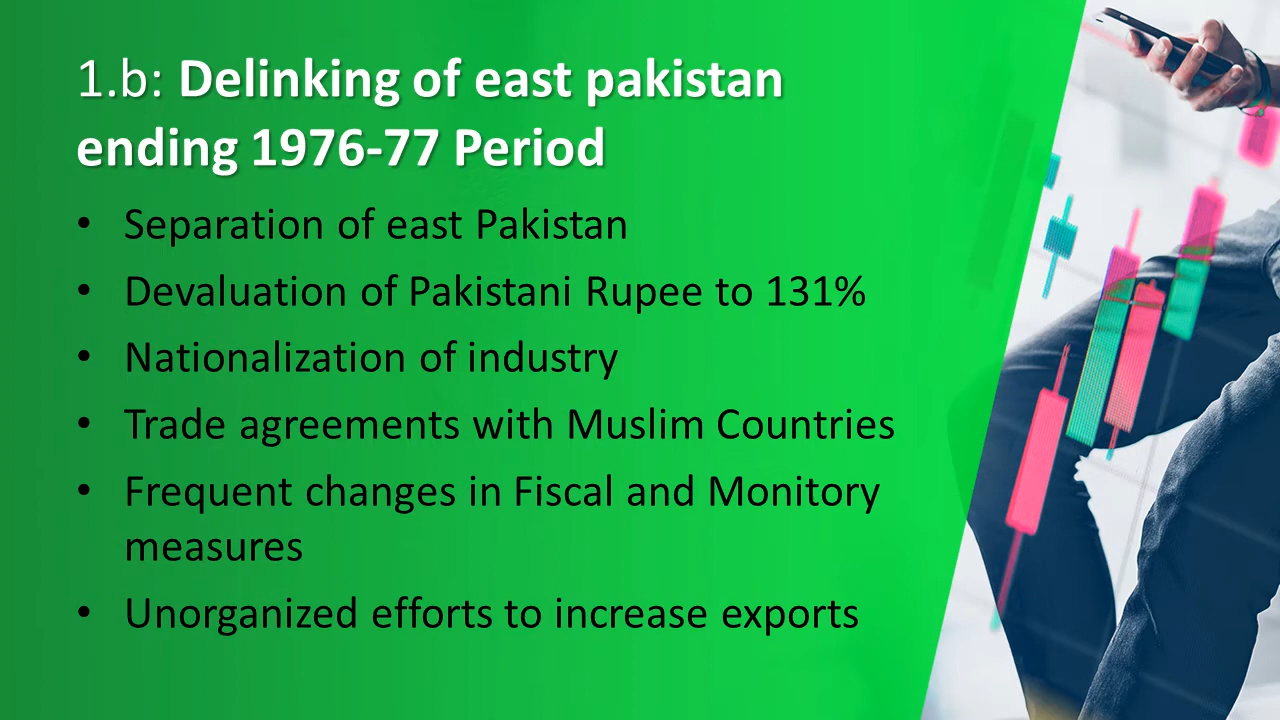 1.b: Delinking of east pakistan
ending 1976-77 Period
• Separation of east Pakistan
• Devaluation of Pakistani Rupee to 131%
• Nationalization of industry
• Trade agreements with Muslim Countries
• Frequent changes in Fiscal and Monitory
measures
• Unorganized efforts to increase exports